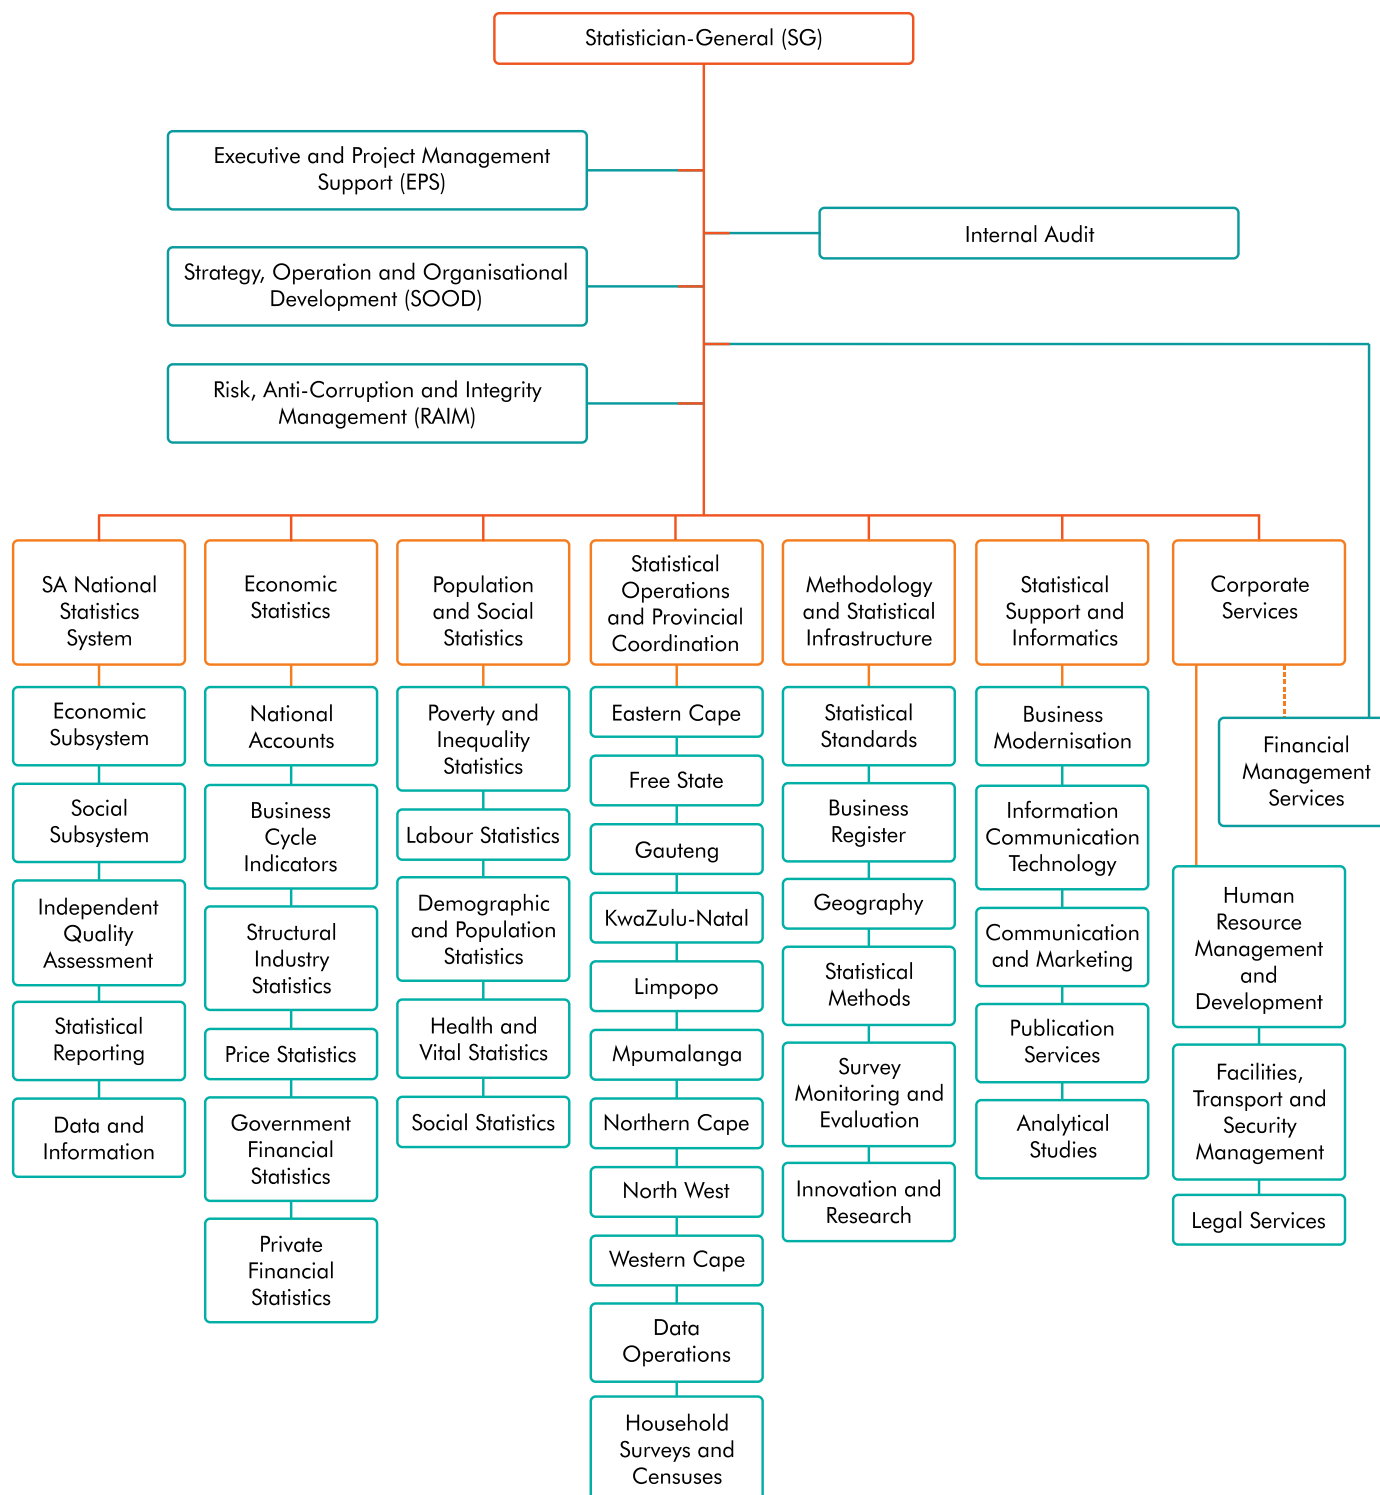 Statistician-General (SG)
Executive and Project Management
Support (EPS)
Internal Audit
Strategy, Operation and Organisational
Development (SOOD)
Risk, Anti-Corruption and Integrity
Management (RAIM)
SA National
Statistics
System
Economic
Subsystem
Social
Subsystem
Independent
Quality
Assessment
Statistical
Reporting
Data and
Information
Economic
Statistics
National
Accounts
Business
Cycle
Indicators
Structural
Industry
Statistics
Price Statistics
Government
Financial
Statistics
Private
Financial
Statistics
Population
and Social
Statistics
Poverty and
Inequality
Statistics
Labour Statistics
Demographic
and Population
Statistics
Health and
Vital Statistics
Social Statistics
Statistical
Operations
and Provincial
Coordination
Eastern Cape
Free State
Gauteng
KwaZulu-Natal
Limpopo
Mpumalanga
Northern Cape
North West
Western Cape
Data
Operations
Household
Surveys and
Censuses
Methodology
and Statistical
Infrastructure
Statistical
Standards
Business
Register
Geography
Statistical
Methods
Survey
Monitoring and
Evaluation
Innovation and
Research
Statistical
Support and
Informatics
Business
Modernisation
Information
Communication
Technology
Communication
and Marketing
Publication
Services
Analytical
Studies
Corporate
Services
Financial
Management
Services
Human
Resource
Management
and
Development
Facilities,
Transport and
Security
Management
Legal Services